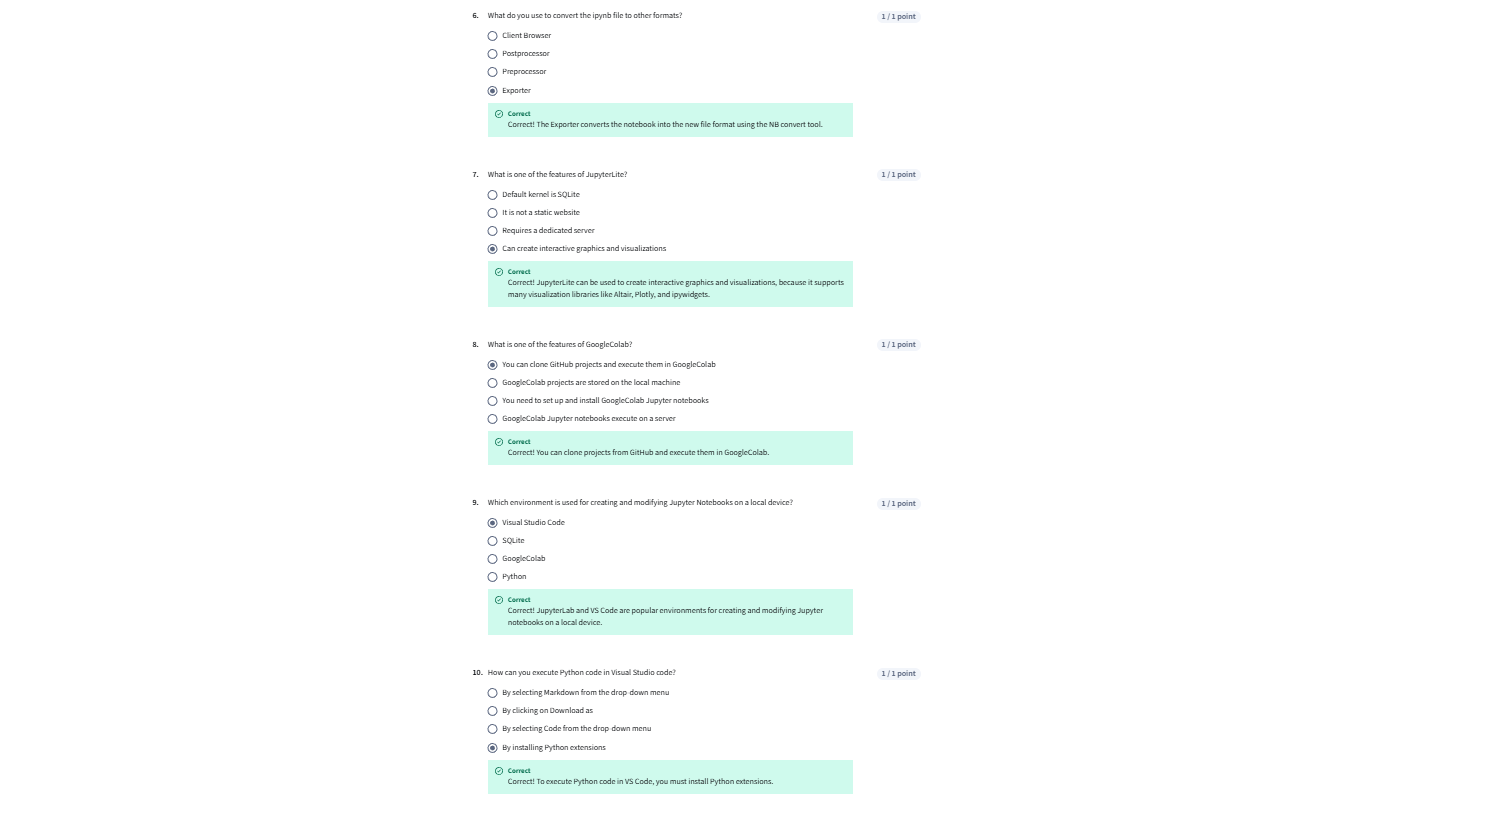 6. What do you use to convert the ipynb file to other formats? 1 / 1 point
Client Browser
Postprocessor
Preprocessor
Exporter
Correct
Correct! The Exporter converts the notebook into the new file format using the NB convert tool.
7. What is one of the features of JupyterLite? 1 / 1 point
Default kernel is SQLite
It is not a static website
Requires a dedicated server
Can create interactive graphics and visualizations
Correct
Correct! JupyterLite can be used to create interactive graphics and visualizations, because it supports
many visualization libraries like Altair, Plotly, and ipywidgets.
8. What is one of the features of GoogleColab? 1 / 1 point
You can clone GitHub projects and execute them in GoogleColab
GoogleColab projects are stored on the local machine
You need to set up and install GoogleColab Jupyter notebooks
GoogleColab Jupyter notebooks execute on a server
Correct
Correct! You can clone projects from GitHub and execute them in GoogleColab.
9. Which environment is used for creating and modifying Jupyter Notebooks on a local device? 1 / 1 point
Visual Studio Code
SQLite
GoogleColab
Python
Correct
Correct! JupyterLab and VS Code are popular environments for creating and modifying Jupyter
notebooks on a local device.
10. How can you execute Python code in Visual Studio code? 1 / 1 point
By selecting Markdown from the drop-down menu
By clicking on Download as
By selecting Code from the drop-down menu
By installing Python extensions
Correct
Correct! To execute Python code in VS Code, you must install Python extensions.